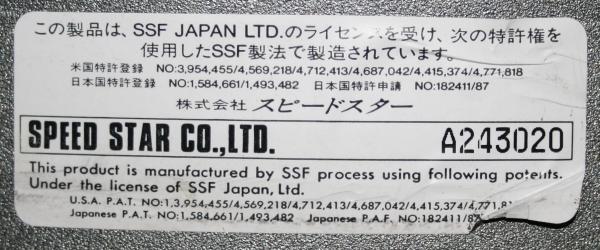 この製品は、SSF JAPAN LTD.のライセンスを受け、次の特許権を
使用したSSF製法で製造されています。
米国特許登録 NO:3,954,455/4,569,218/4,712,413/4,687,042/4,415,374/4,771,818
日本国特許登録 NO:1,584,661/1,493,482 日本国特許申請 NO:182411/87
株式会社 スピードスター
SPEED STAR CO.,LTD. A243020
This product is manufactured by SSF process using following patents.
Under the license of SSF Japan, Ltd.
U.S.A. P.A.T. NO:1,3,954,455/4,569,218/4,712,413/4,687,042/4,415,374/4,771,81
Japanese P.A.T. NO:1,584,661/1,493,482 Japanese P.A.F. NO:182411/87